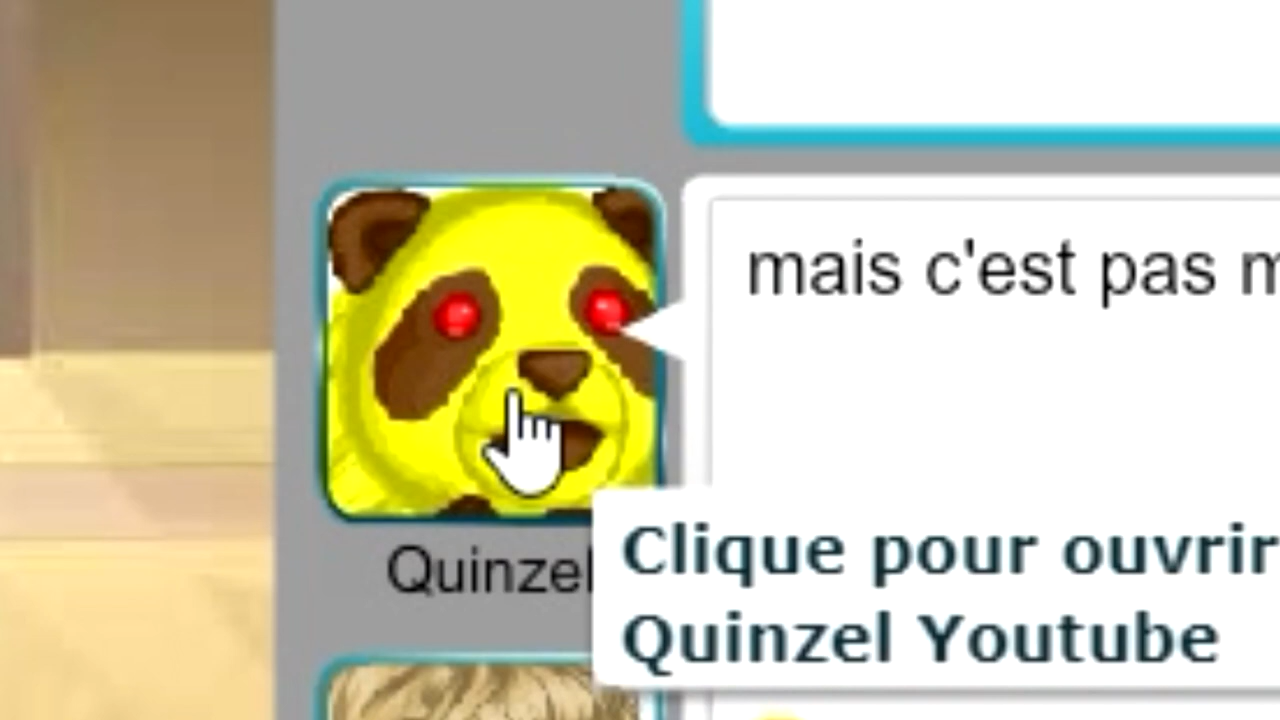 mais c'est pas
Quinzel
Clique pour ouvrir
Quinzel Youtube